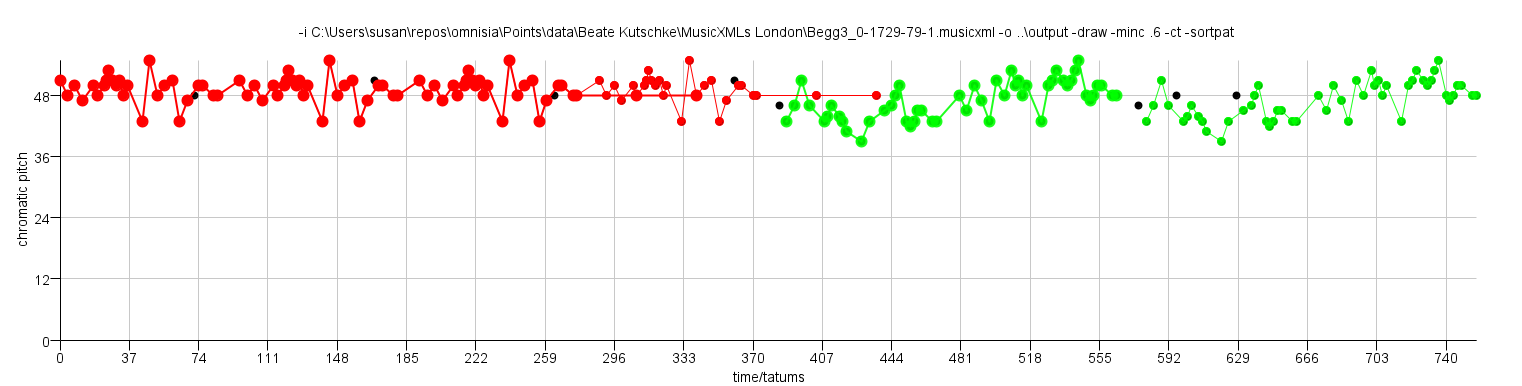 -i C:\Users\susan\repos\omnisia\Points\data\Beate Kutschke\MusicXMLs London\Begg3_0-1729-79-1.musicxml -o ..\output -draw -minc .6 -ct -sortpat
chromatic pitch
48
36
24
12
0
0 37 74 111 148 185 222 259 296 333 370 407 444 481 518 555 592 629 666 703 740
time/tatums